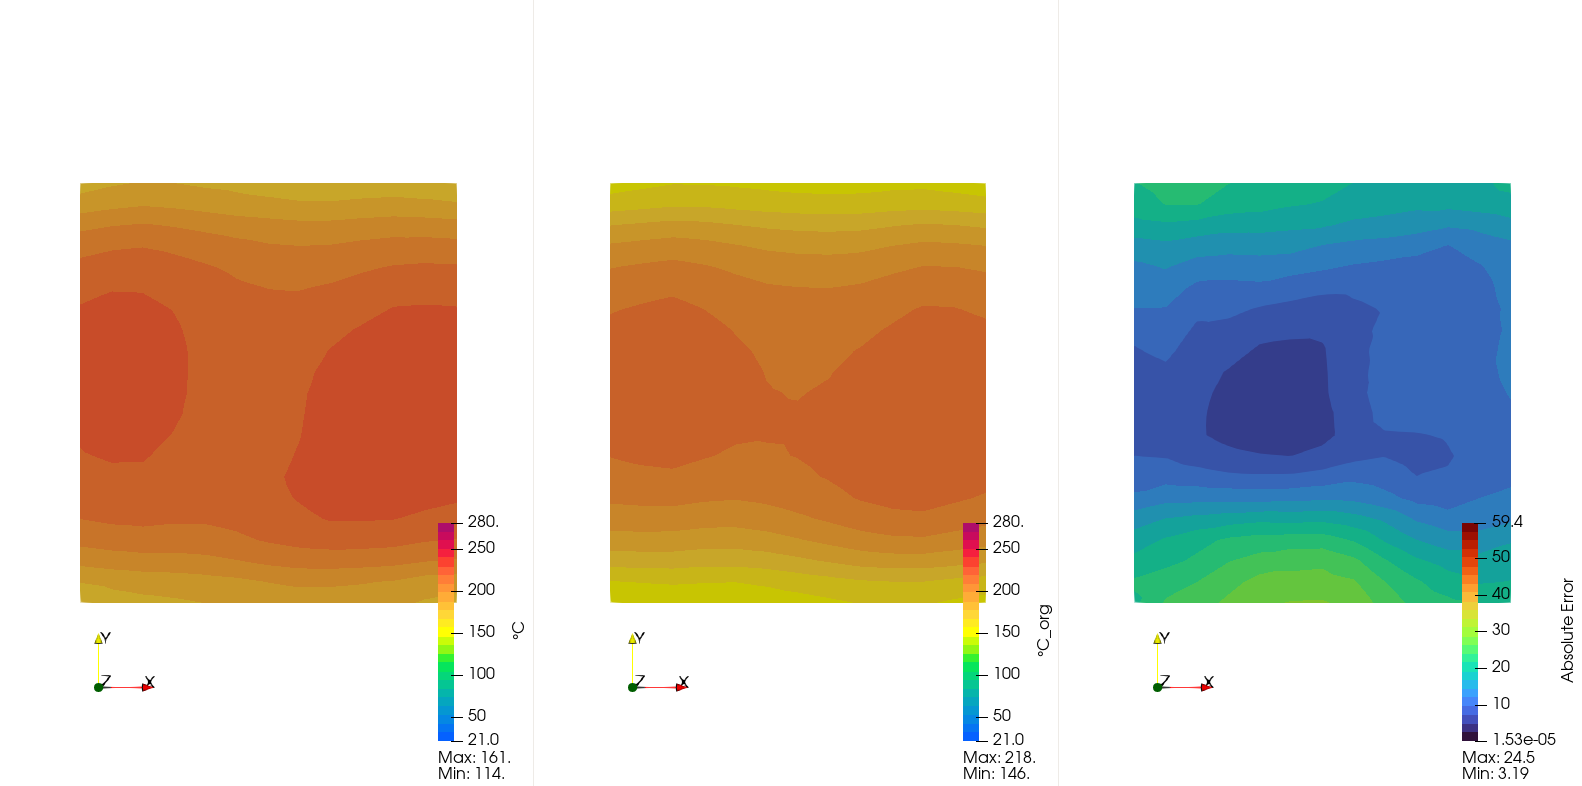 280.
250
200
150
100
50
21.0
°C
Max: 161.
Min: 114.
Y
Z
X
280.
250
200
150
100
50
21.0
°C_org
Max: 218.
Min: 146.
Y
Z
X
59.4
50
40
30
20
10
1.53e-05
Absolute Error
Max: 24.5
Min: 3.19
Y
Z
X